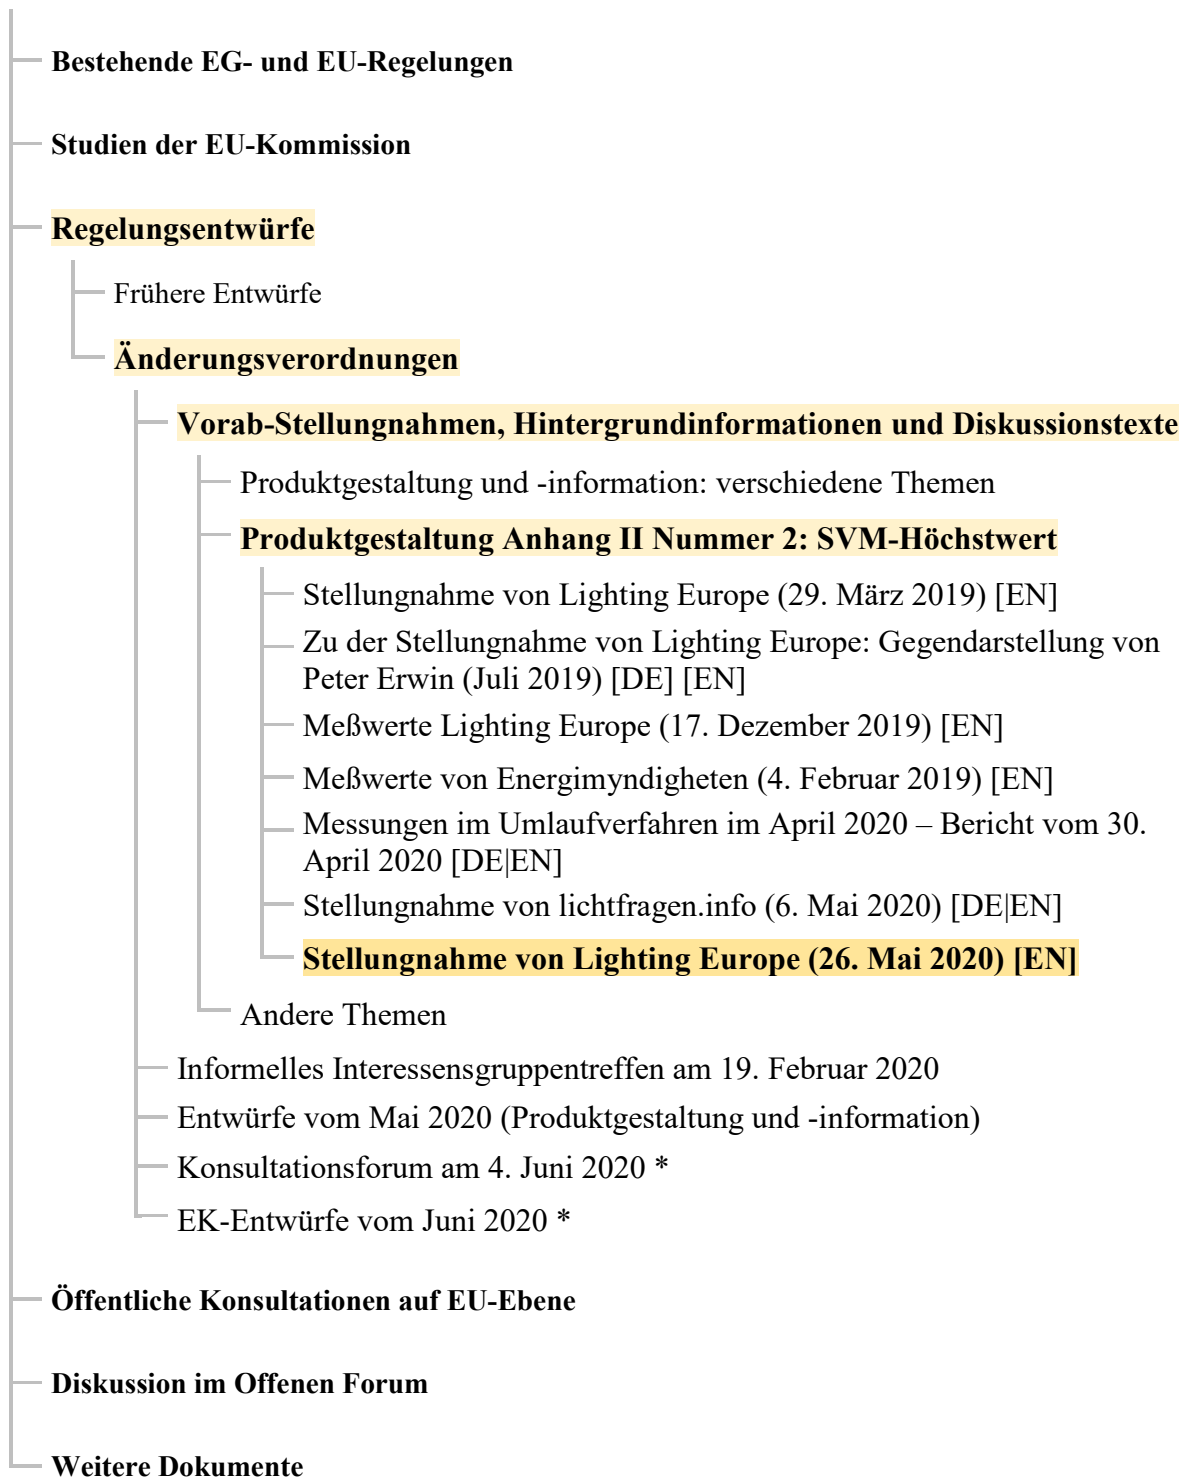 Bestehende EG- und EU-Regelungen
Studien der EU-Kommission
Regelungsentwürfe
Frühere Entwürfe
Änderungsverordnungen
Vorab-Stellungnahmen, Hintergrundinformationen und Diskussionstexte
Produktgestaltung und -information: verschiedene Themen
Produktgestaltung Anhang II Nummer 2: SVM-Höchstwert
Stellungnahme von Lighting Europe (29. März 2019) [EN]
Zu der Stellungnahme von Lighting Europe: Gegendarstellung von
Peter Erwin (Juli 2019) [DE] [EN]
Meßwerte Lighting Europe (17. Dezember 2019) [EN]
Meßwerte von Energimyndigheten (4. Februar 2019) [EN]
Messungen im Umlaufverfahren im April 2020 – Bericht vom 30.
April 2020 [DE|EN]
Stellungnahme von lichtfragen.info (6. Mai 2020) [DE|EN]
Stellungnahme von Lighting Europe (26. Mai 2020) [EN]
Andere Themen
Informelles Interessensgruppentreffen am 19. Februar 2020
Entwürfe vom Mai 2020 (Produktgestaltung und -information)
Konsultationsforum am 4. Juni 2020 *
EK-Entwürfe vom Juni 2020 *
Öffentliche Konsultationen auf EU-Ebene
Diskussion im Offenen Forum
Weitere Dokumente